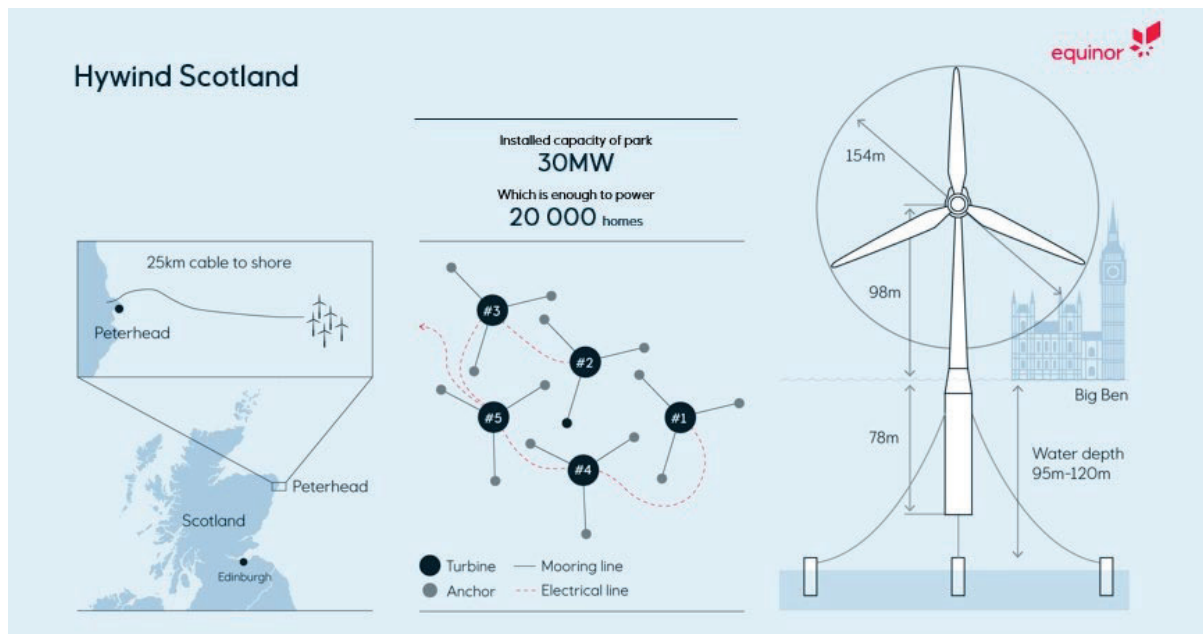 equinor
Hywind Scotland
Installed capacity of park
30MW
Which is enough to power
20 000 homes
25km cable to shore
Peterhead
Peterhead
Scotland
Edinburgh
#3
#2
#5
#1
#4
Turbine
Mooring line
Anchor
Electrical line
154m
98m
Big Ben
78m
Water depth
95m-120m